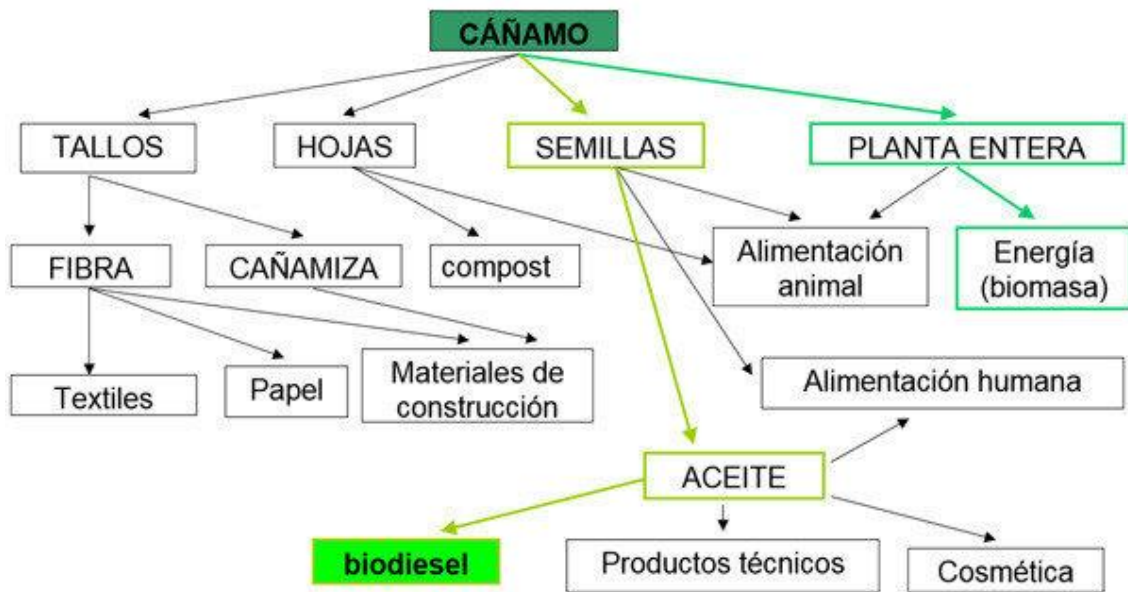 CÁÑAMO
TALLOS
HOJAS
SEMILLAS
PLANTA ENTERA
FIBRA
CAÑAMIZA
compost
Alimentación
animal
Energía
(biomasa)
Textiles
Papel
Materiales de
construcción
Alimentación humana
ACEITE
biodiesel
Productos técnicos
Cosmética